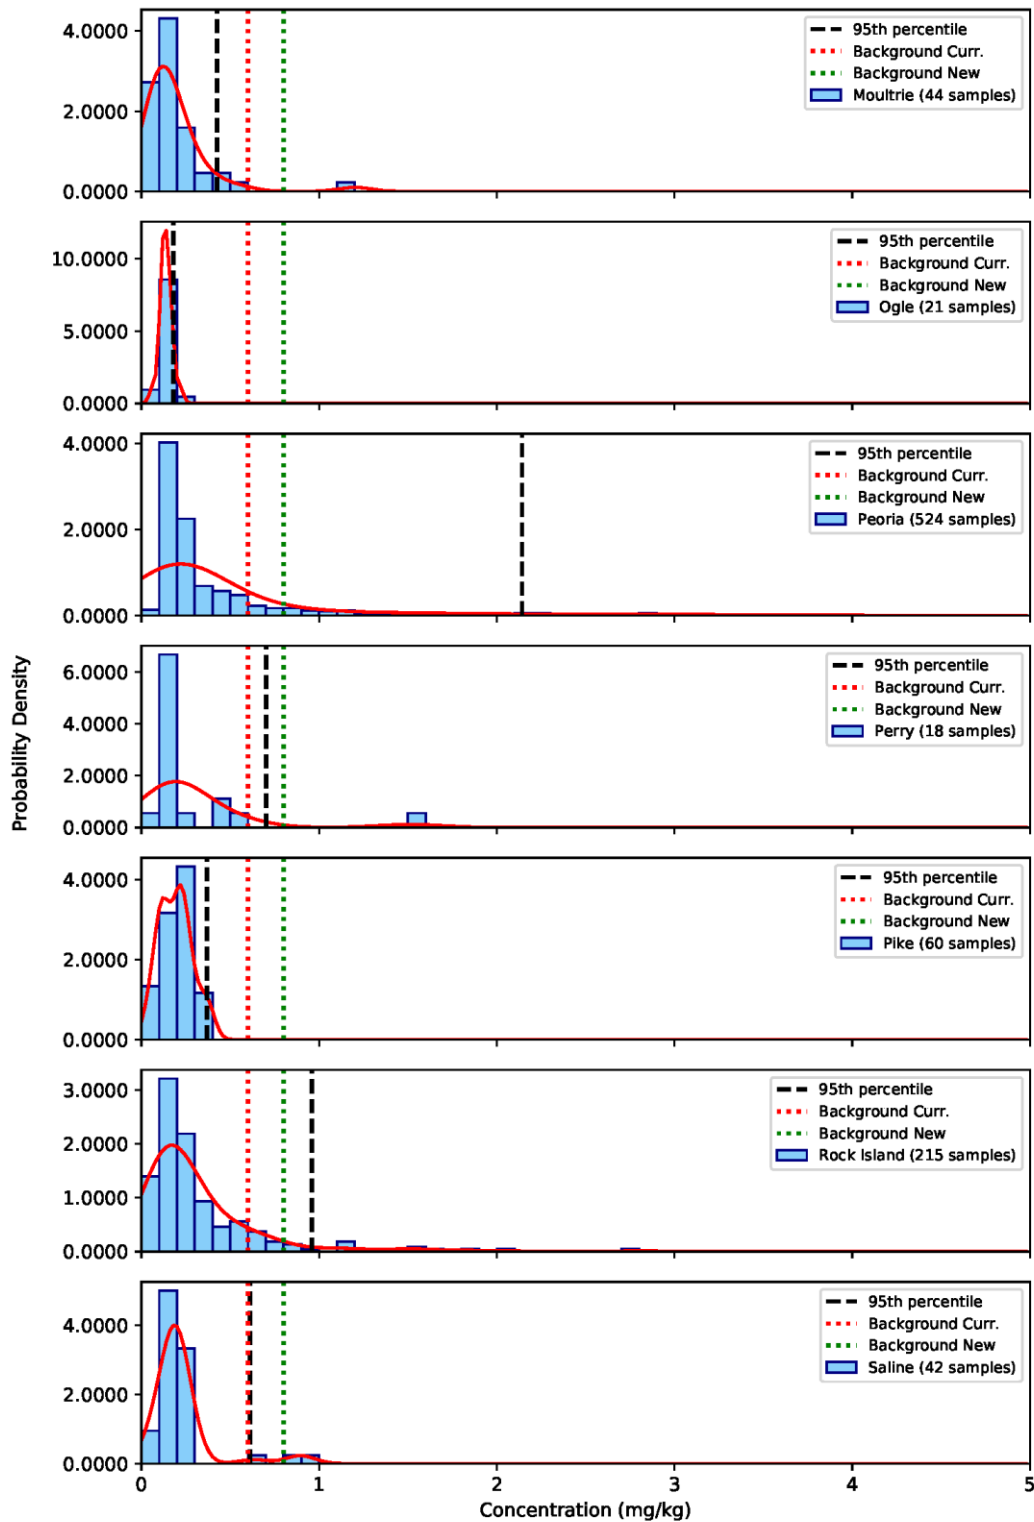 4.0000
2.0000
0.0000
95th percentile
Background Curr.
Background New
Moultrie (44 samples)
10.0000
5.0000
0.0000
95th percentile
Background Curr.
Background New
Ogle (21 samples)
4.0000
2.0000
0.0000
95th percentile
Background Curr.
Background New
Peoria (524 samples)
Probability Density
6.0000
4.0000
2.0000
0.0000
95th percentile
Background Curr.
Background New
Perry (18 samples)
4.0000
2.0000
0.0000
95th percentile
Background Curr.
Background New
Pike (60 samples)
3.0000
2.0000
1.0000
0.0000
95th percentile
Background Curr.
Background New
Rock Island (215 samples)
4.0000
2.0000
0.0000
95th percentile
Background Curr.
Background New
Saline (42 samples)
0 1 2 3 4 5
Concentration (mg/kg)